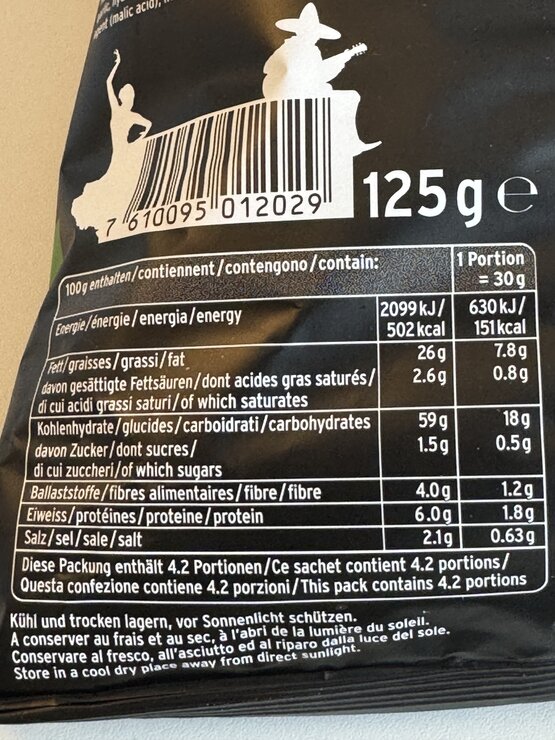 (malic acid),
7 610095 012029
125 g e
100g enthalten/contiennent/contengono/contain:
1 Portion
= 30g
Energie/énergie/energia/energy
2099 kJ/ 630 kJ/
502 kcal 151 kcal
Fett/graisses/grassi/fat 26g 7.8g
davon gesättigte Fettsäuren/dont acides gras saturés/ 2.6g 0.8g
di cui acidi grassi saturi/of which saturates
Kohlenhydrate/glucides/carboidrati/carbohydrates 59g 18g
davon Zucker/dont sucres/ 1.5g 0.5g
di cui zuccheri/of which sugars
Ballaststoffe/fibres alimentaires/fibre/fibre 4.0g 1.2g
Eiweiss/protéines/proteine/protein 6.0g 1.8g
Salz/sel/sale/salt 2.1g 0.63g
Diese Packung enthält 4.2 Portionen/Ce sachet contient 4.2 portions/
Questa confezione contiene 4.2 porzioni/This pack contains 4.2 portions
Kühl und trocken lagern, vor Sonnenlicht schützen.
A conserver au frais et au sec, à l'abri de la lumière du soleil.
Conservare al fresco, all'asciutto ed al riparo dalla luce del sole.
Store in a cool dry place away from direct sunlight.